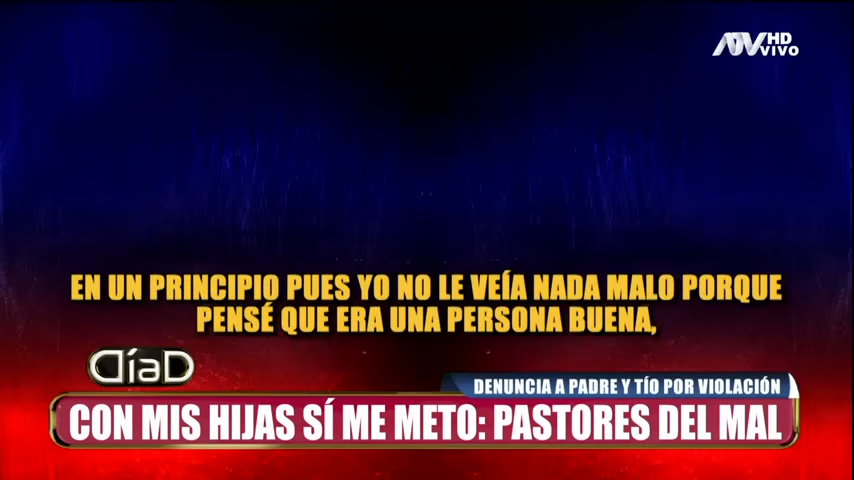 ATV HD
VIVO
EN UN PRINCIPIO PUES YO NO LE VEÍA NADA MALO PORQUE
PENSÉ QUE ERA UNA PERSONA BUENA,
DíaD
DENUNCIA A PADRE Y TÍO POR VIOLACIÓN
CON MIS HIJAS SÍ ME METO: PASTORES DEL MAL